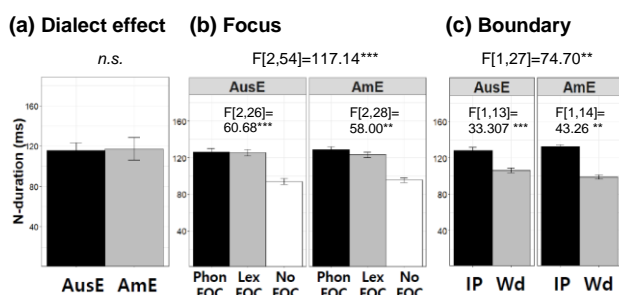 (a) Dialect effect (b) Focus (c) Boundary
n.s. F[2,54]=117.14*** F[1,27]=74.70**
AusE AmE AusE AmE
F[2,26]= F[2,28]= F[1,13]= F[1,14]=
60.68*** 58.00** 33.307 *** 43.26 **
N-duration (ms)
160 160 160
120 120 120
80 80 80
40 40 40
AusE AmE
Phon Lex No Phon Lex No
FOC FOC FOC FOC FOC FOC
IP Wd IP Wd